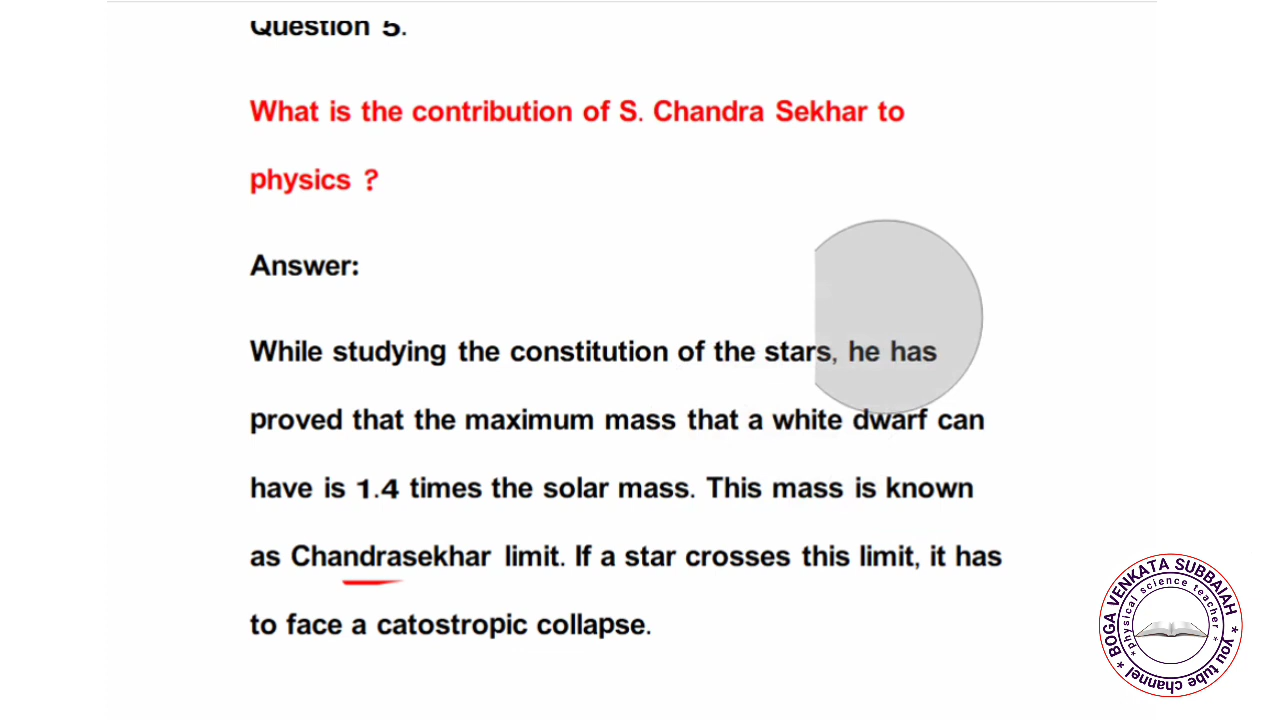 Question 5.
What is the contribution of S. Chandra Sekhar to
physics ?
Answer:
While studying the constitution of the stars, he has
proved that the maximum mass that a white dwarf can
have is 1.4 times the solar mass. This mass is known
as Chandrasekhar limit. If a star crosses this limit, it has
to face a catostropic collapse.
BOGA VENKATA SUBBAIAH * you tube channel *
* physical science teacher *